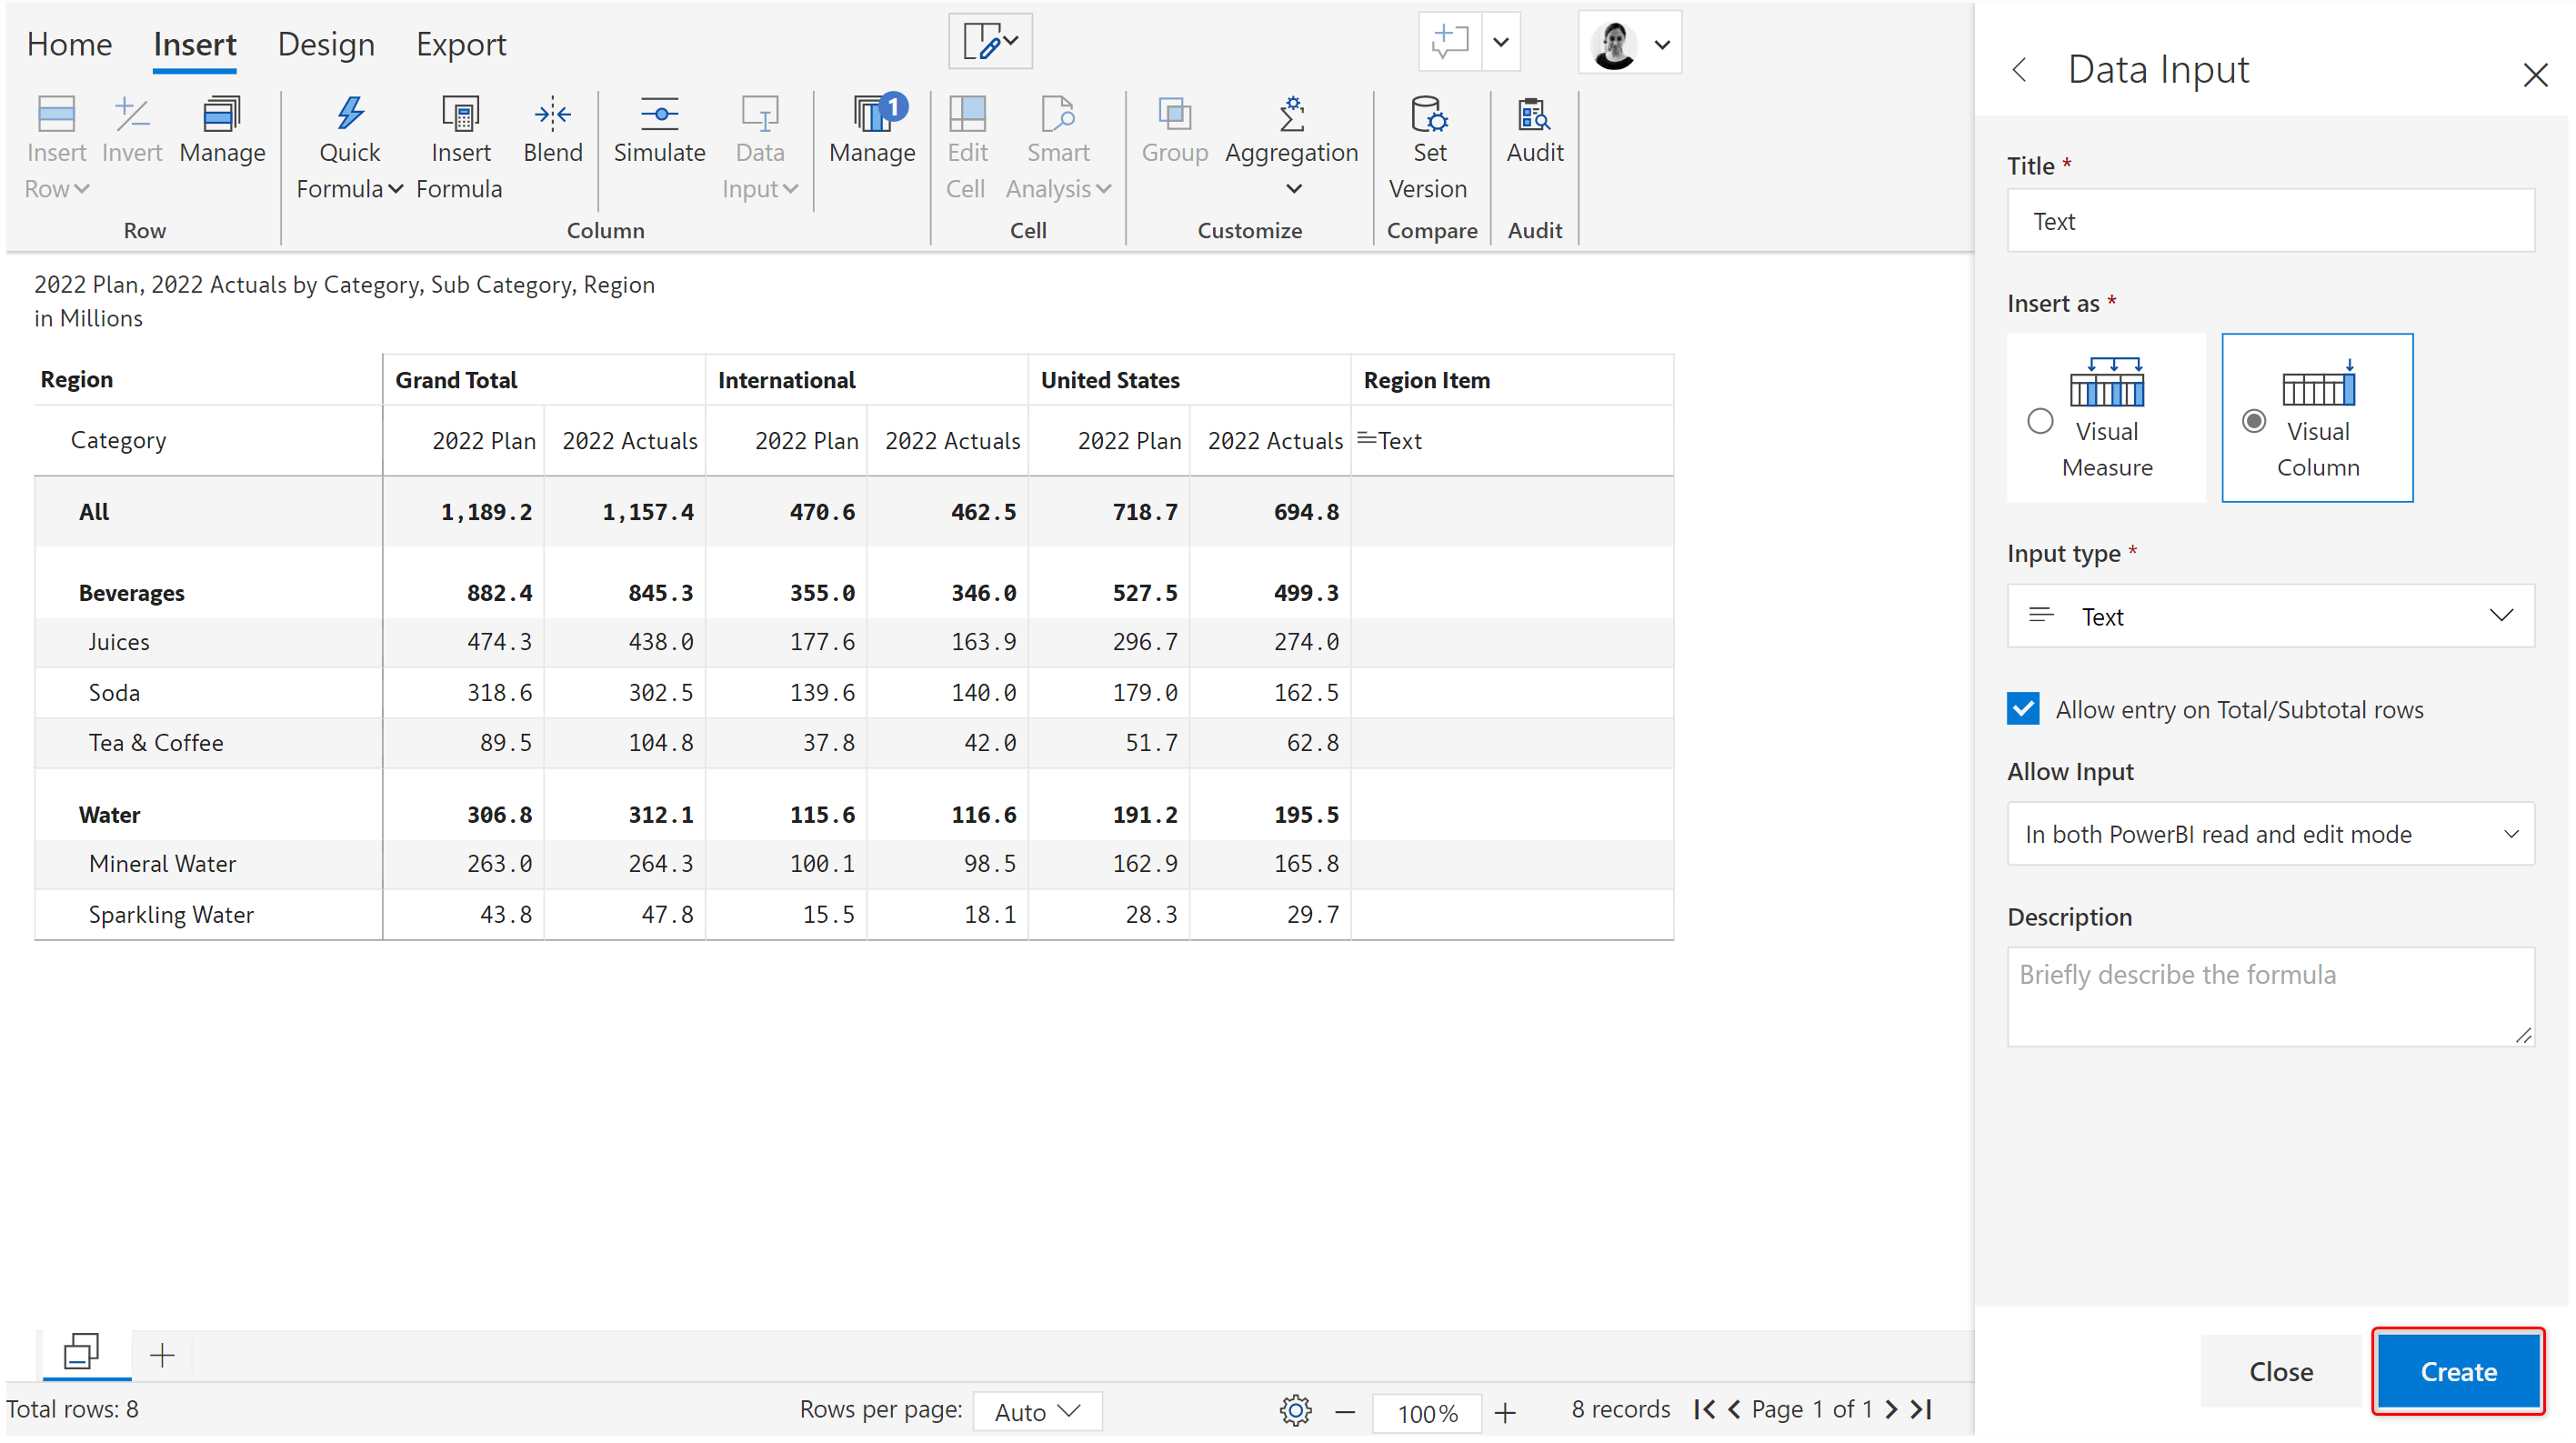 Home Insert Design Export
1
Insert Invert Manage Quick Insert Blend Simulate Data Manage Edit Smart Group Aggregation Set Audit
Row Formula Formula Input Cell Analysis Version
Row Column Cell Customize Compare Audit
2022 Plan, 2022 Actuals by Category, Sub Category, Region
in Millions
Region Grand Total International United States Region Item
Category 2022 Plan 2022 Actuals 2022 Plan 2022 Actuals 2022 Plan 2022 Actuals Text
All 1,189.2 1,157.4 470.6 462.5 718.7 694.8
Beverages 882.4 845.3 355.0 346.0 527.5 499.3
Juices 474.3 438.0 177.6 163.9 296.7 274.0
Soda 318.6 302.5 139.6 140.0 179.0 162.5
Tea & Coffee 89.5 104.8 37.8 42.0 51.7 62.8
Water 306.8 312.1 115.6 116.6 191.2 195.5
Mineral Water 263.0 264.3 100.1 98.5 162.9 165.8
Sparkling Water 43.8 47.8 15.5 18.1 28.3 29.7
Total rows: 8 Rows per page: Auto 100% 8 records Page 1 of 1
Data Input
Title *
Text
Insert as *
Visual Visual
Measure Column
Input type *
Text
Allow entry on Total/Subtotal rows
Allow Input
In both PowerBI read and edit mode
Description
Briefly describe the formula
Close Create